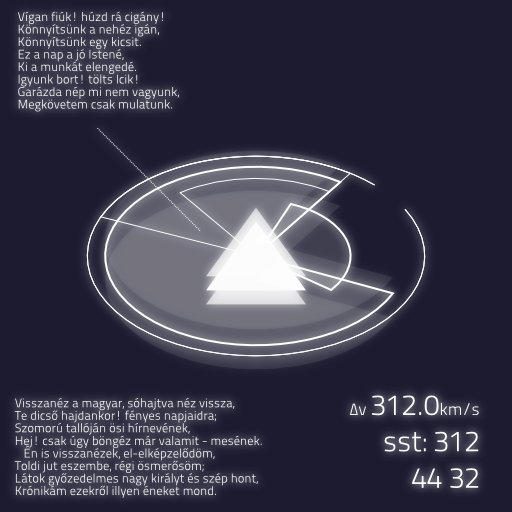 Vígan fiúk! húzd rá cigány!
Könnyítsünk a nehéz igán,
Könnyítsünk egy kicsit.
Ez a nap a jó Istené,
Ki a munkát elengedé.
Igyunk bort! tölts Icik!
Garázda nép mi nem vagyunk,
Megkövetem csak mulatunk.
Visszanéz a magyar, sóhajtva néz vissza,
Te dicső hajdankor! fényes napjaidra;
Szomorú tallóján ősi hírnevének,
Hej! csak úgy böngéz már valamit - mesének.
Én is visszanézek, el-elképzelődöm,
Toldi jut eszembe, régi ösmerősöm;
Látok győzedelmes nagy királyt és szép hont,
Krónikám ezekről illyen éneket mond.
Δv 312.0km/s
sst: 312
44 32